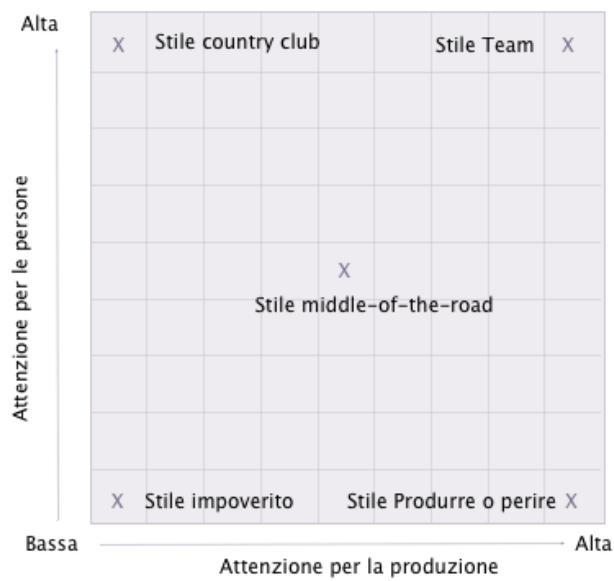 Alta
X Stile country club
Stile Team X
Attenzione per le persone
X
Stile middle-of-the-road
X Stile impoverito
Stile Produrre o perire X
Bassa
Alta
Attenzione per la produzione